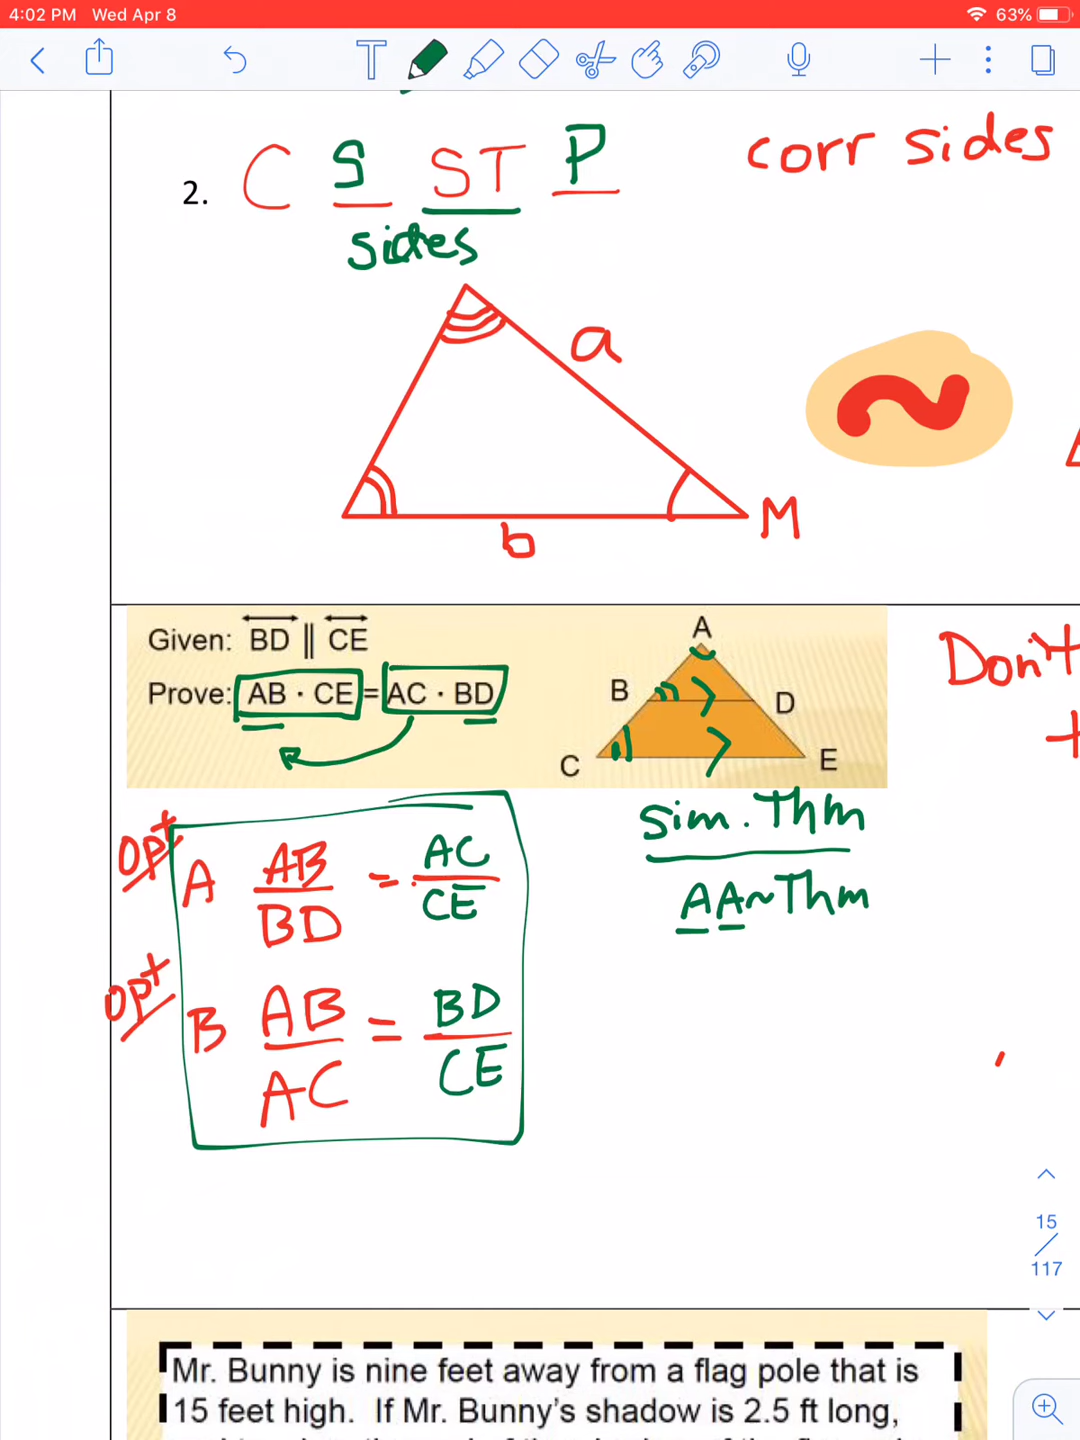 4:02 PM Wed Apr 8
63%
2. C S ST P
corr sides
sides
a
b
M
Given: BD || CE
Prove: AB · CE = AC · BD
A
B
D
C
E
Don't
+
Opt A AB/BD = AC/CE
Sim. Thm
AA~Thm
Opt B AB/AC = BD/CE
15
/
117
Mr. Bunny is nine feet away from a flag pole that is
15 feet high. If Mr. Bunny's shadow is 2.5 ft long,